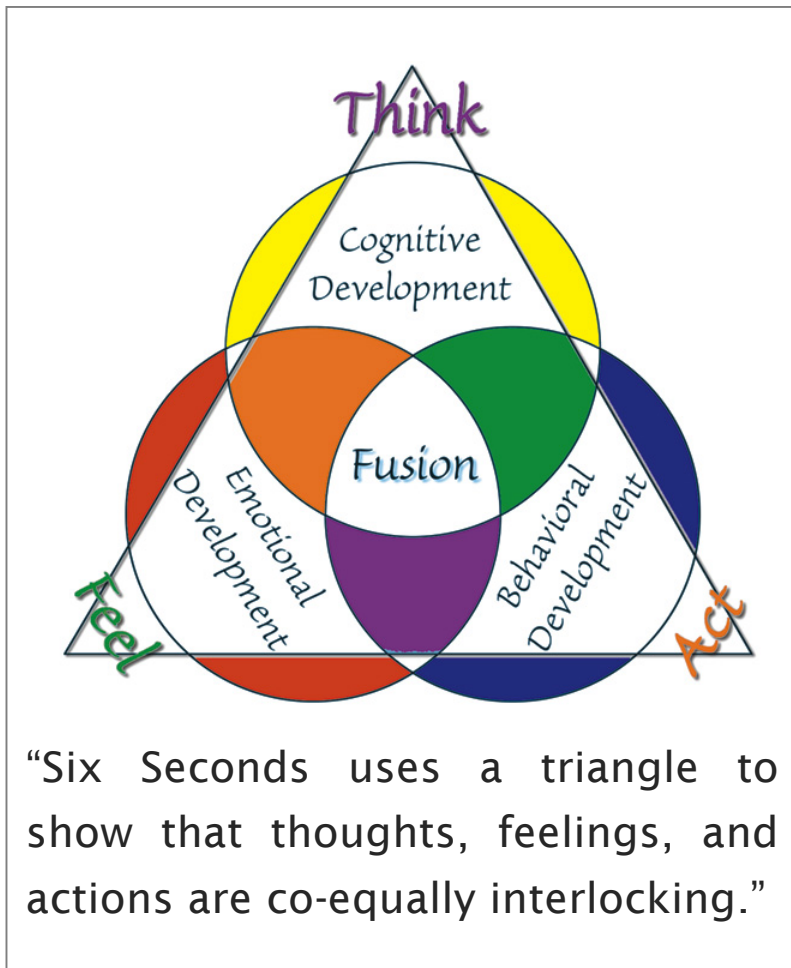 Think
Cognitive
Development
Fusion
Emotional
Development
Behavioral
Development
Feel
Act
“Six Seconds uses a triangle to
show that thoughts, feelings, and
actions are co-equally interlocking.”